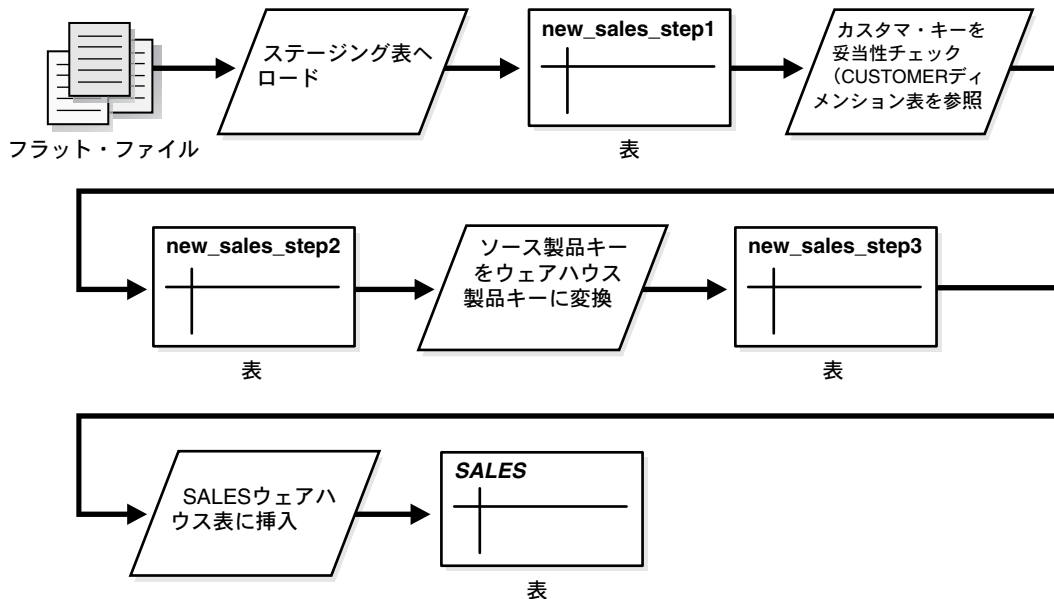 フラット・ファイル
ステージング表へ
ロード
new_sales_step1
表
カスタマ・キーを
妥当性チェック
（CUSTOMERディ
メンション表を参照
new_sales_step2
表
ソース製品キー
をウェアハウス
製品キーに変換
new_sales_step3
表
SALESウェアハ
ウス表に挿入
SALES
表